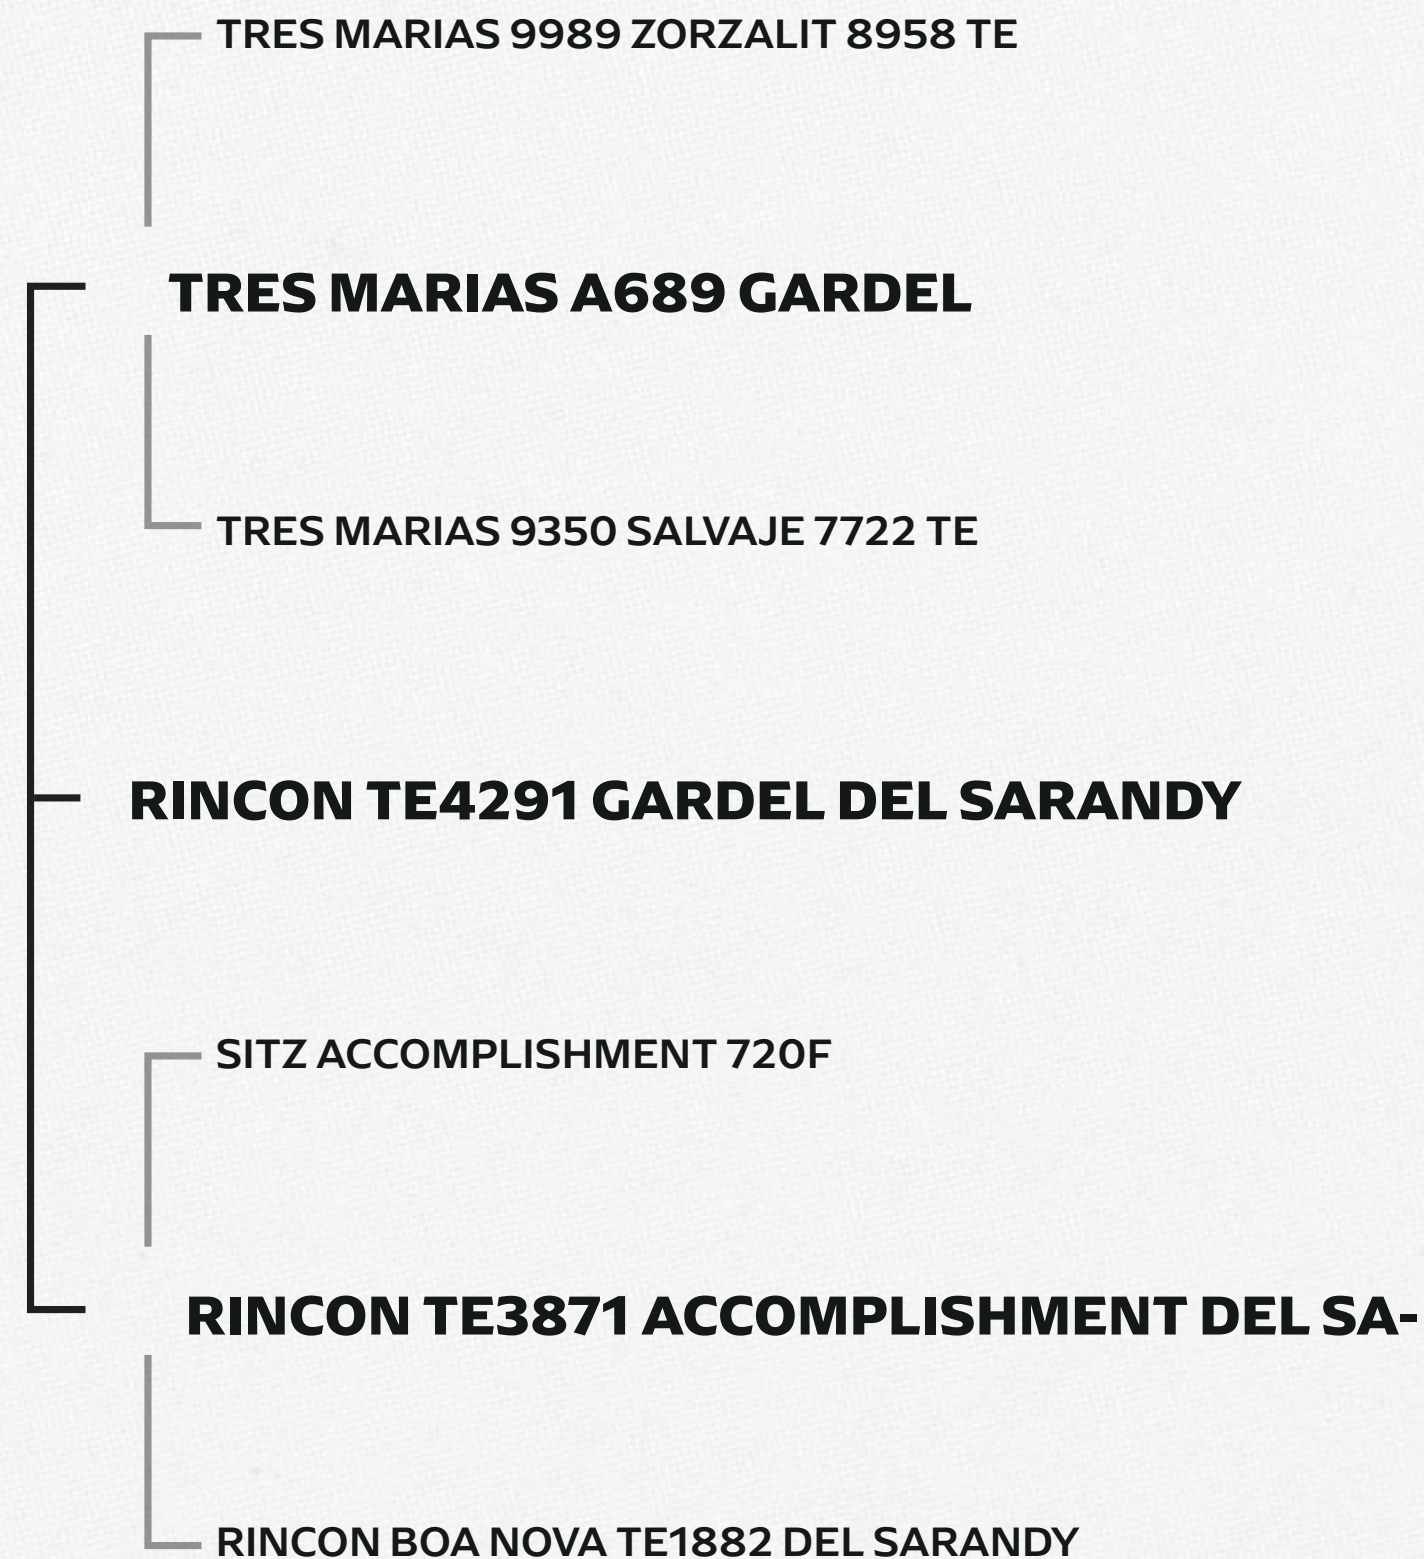 TRES MARIAS 9989 ZORZALIT 8958 TE
TRES MARIAS A689 GARDEL
TRES MARIAS 9350 SALVAJE 7722 TE
RINCON TE4291 GARDEL DEL SARANDY
SITZ ACCOMPLISHMENT 720F
RINCON TE3871 ACCOMPLISHMENT DEL SA-
RINCON BOA NOVA TE1882 DEL SARANDY